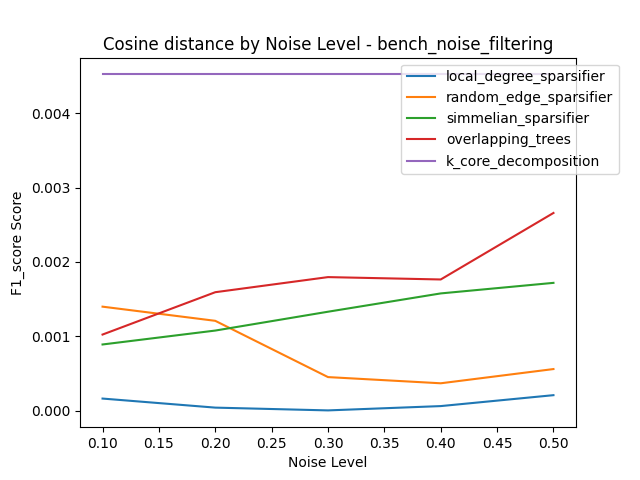 Cosine distance by Noise Level - bench_noise_filtering
F1_score Score
0.004
0.003
0.002
0.001
0.000
local_degree_sparsifier
random_edge_sparsifier
simmelian_sparsifier
overlapping_trees
k_core_decomposition
0.10 0.15 0.20 0.25 0.30 0.35 0.40 0.45 0.50
Noise Level